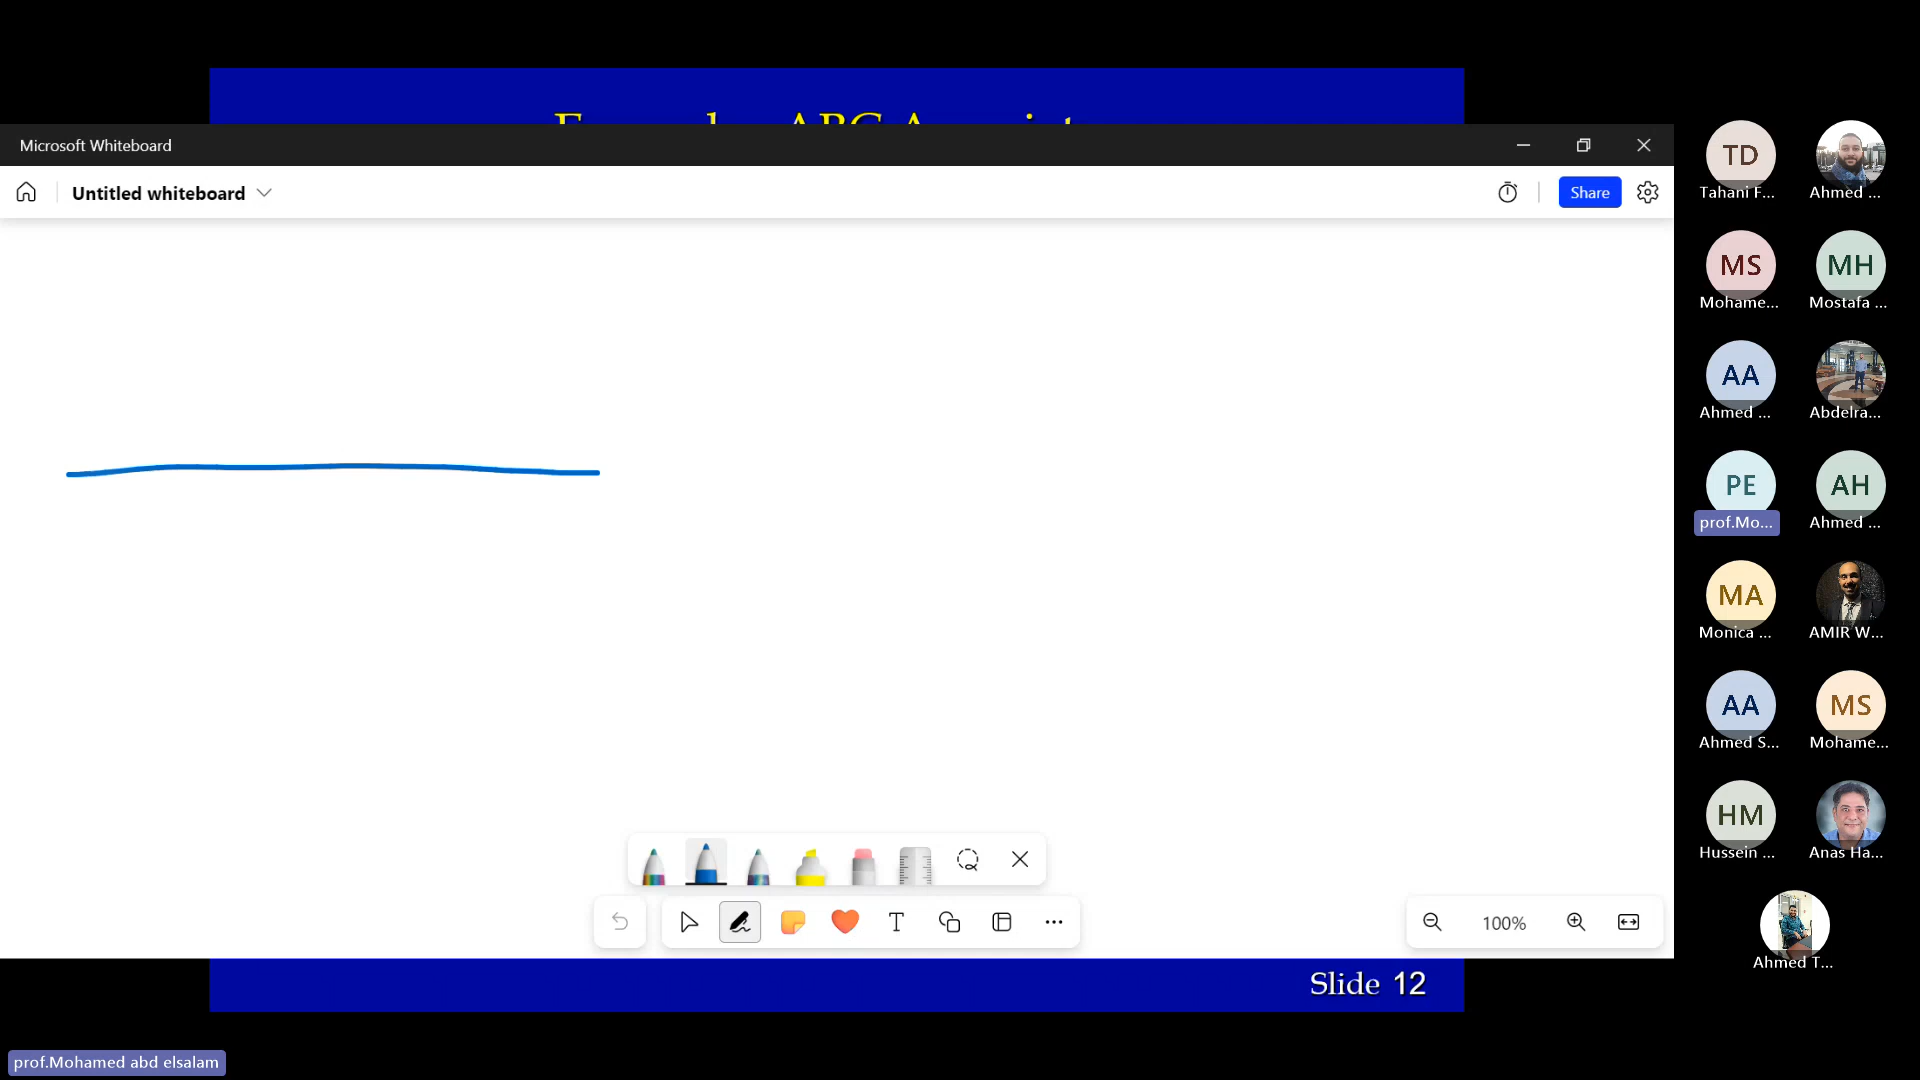 Microsoft Whiteboard
Untitled whiteboard
Share
100%
Slide 12
prof.Mohamed abd elsalam
TD
Tahani F...
Ahmed ...
MS
Mohame...
MH
Mostafa ...
AA
Ahmed ...
Abdelra...
PE
prof.Mo...
AH
Ahmed ...
MA
Monica ...
AMIR W...
AA
Ahmed S...
MS
Mohame...
HM
Hussein ...
Anas Ha...
Ahmed T...